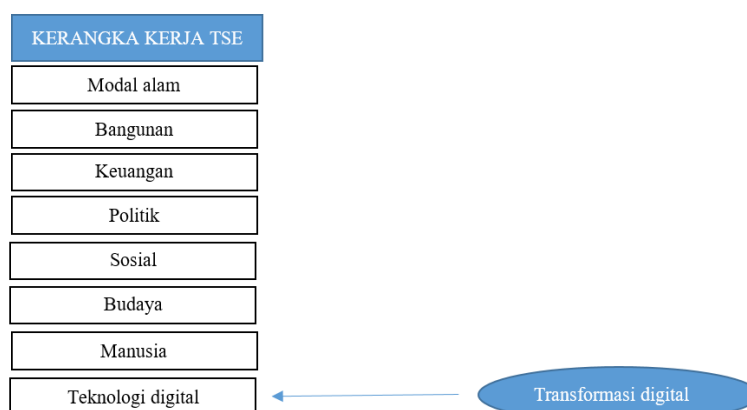 KERANGKA KERJA TSE
Modal alam
Bangunan
Keuangan
Politik
Sosial
Budaya
Manusia
Teknologi digital
Transformasi digital